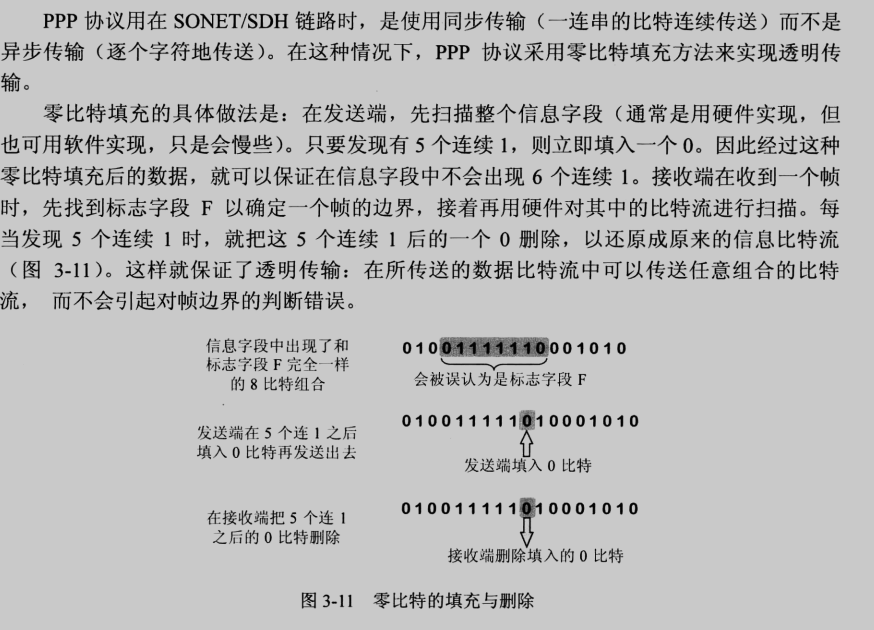 PPP 协议用在 SONET/SDH 链路时，是使用同步传输（一连串的比特连续传送）而不是
异步传输（逐个字符地传送）。在这种情况下，PPP 协议采用零比特填充方法来实现透明传
输。
零比特填充的具体做法是：在发送端，先扫描整个信息字段（通常是用硬件实现，但
也可用软件实现，只是会慢些）。只要发现有 5 个连续 1，则立即填入一个 0。因此经过这种
零比特填充后的数据，就可以保证在信息字段中不会出现 6 个连续 1。接收端在收到一个帧
时，先找到标志字段 F 以确定一个帧的边界，接着再用硬件对其中的比特流进行扫描。每
当发现 5 个连续 1 时，就把这 5 个连续 1 后的一个 0 删除，以还原成原来的信息比特流
（图 3-11）。这样就保证了透明传输：在所传送的数据比特流中可以传送任意组合的比特
流， 而不会引起对帧边界的判断错误。
信息字段中出现了和
标志字段 F 完全一样
的 8 比特组合
01001111110001010
会被误认为是标志字段 F
发送端在 5 个连 1 之后
填入 0 比特再发送出去
010011111010001010
发送端填入 0 比特
在接收端把 5 个连 1
之后的 0 比特删除
010011111010001010
接收端删除填入的 0 比特
图 3-11 零比特的填充与删除